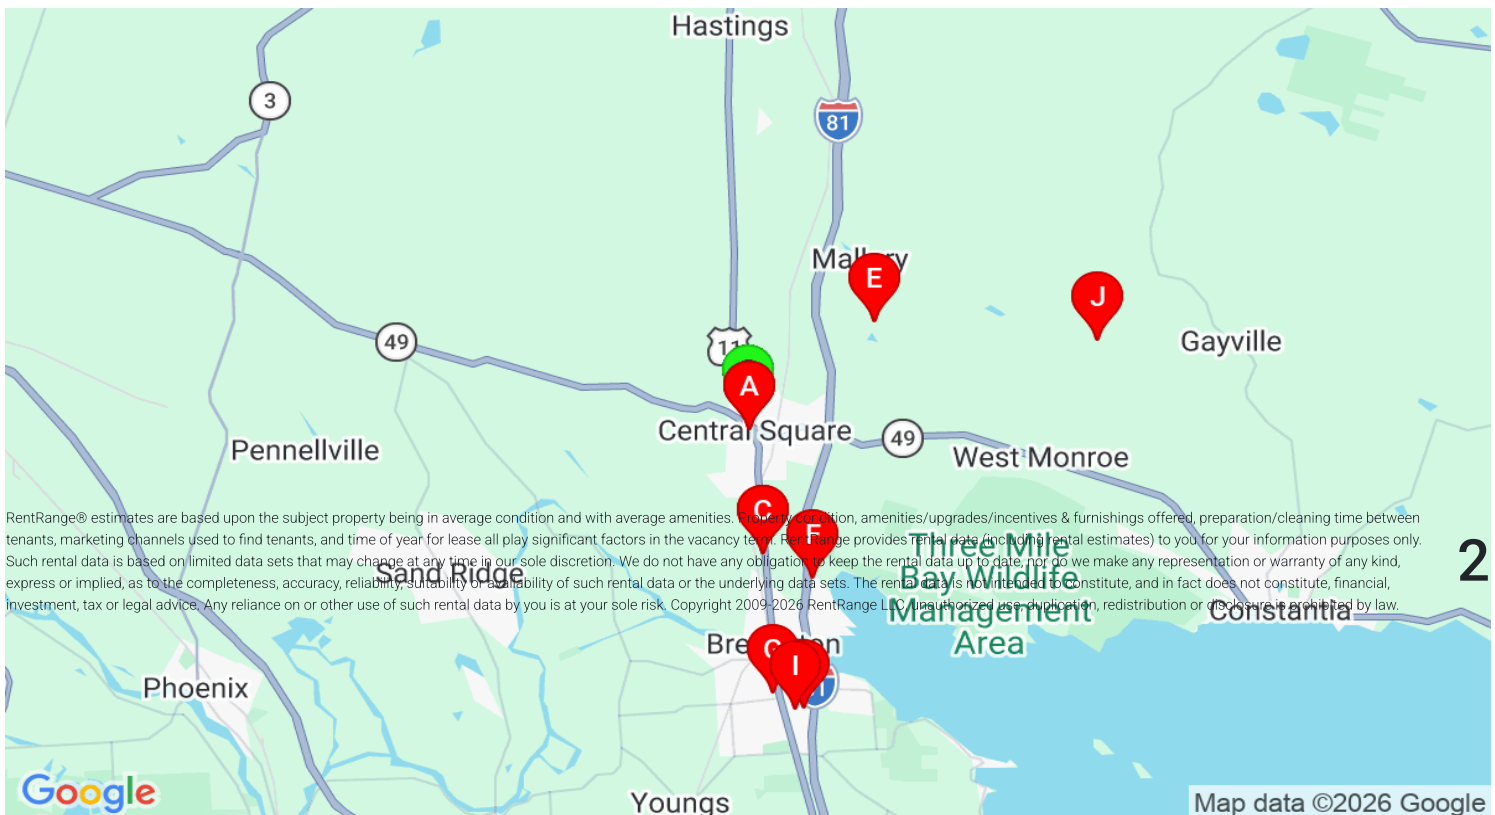 Hastings
3
81
Mallory
E
J
11
Gayville
49
A
Central Square
49
Pennellville
West Monroe
C
RentRange® estimates are based upon the subject property being in average condition and with average amenities. Property condition, amenities/upgrades/incentives & furnishings offered, preparation/cleaning time between
tenants, marketing channels used to find tenants, and time of year for lease all play significant factors in the vacancy term. RentRange provides rental data (including rental estimates) to you for your information purposes only.
Such rental data is based on limited data sets that may change at any time in our sole discretion. We do not have any obligation to keep the rental data up to date, nor do we make any representation or warranty of any kind,
express or implied, as to the completeness, accuracy, reliability, suitability or availability of such rental data or the underlying data sets. The rental data is not intended to constitute, and in fact does not constitute, financial,
investment, tax or legal advice. Any reliance on or other use of such rental data by you is at your sole risk. Copyright 2009-2026 RentRange LLC, unauthorized use, duplication, redistribution or disclosure is prohibited by law.
2
Three Mile
Bay Wildlife
Management
Area
Sand Ridge
Constantia
Brewerton
I
81
Phoenix
Youngs
Google
Map data ©2026 Google